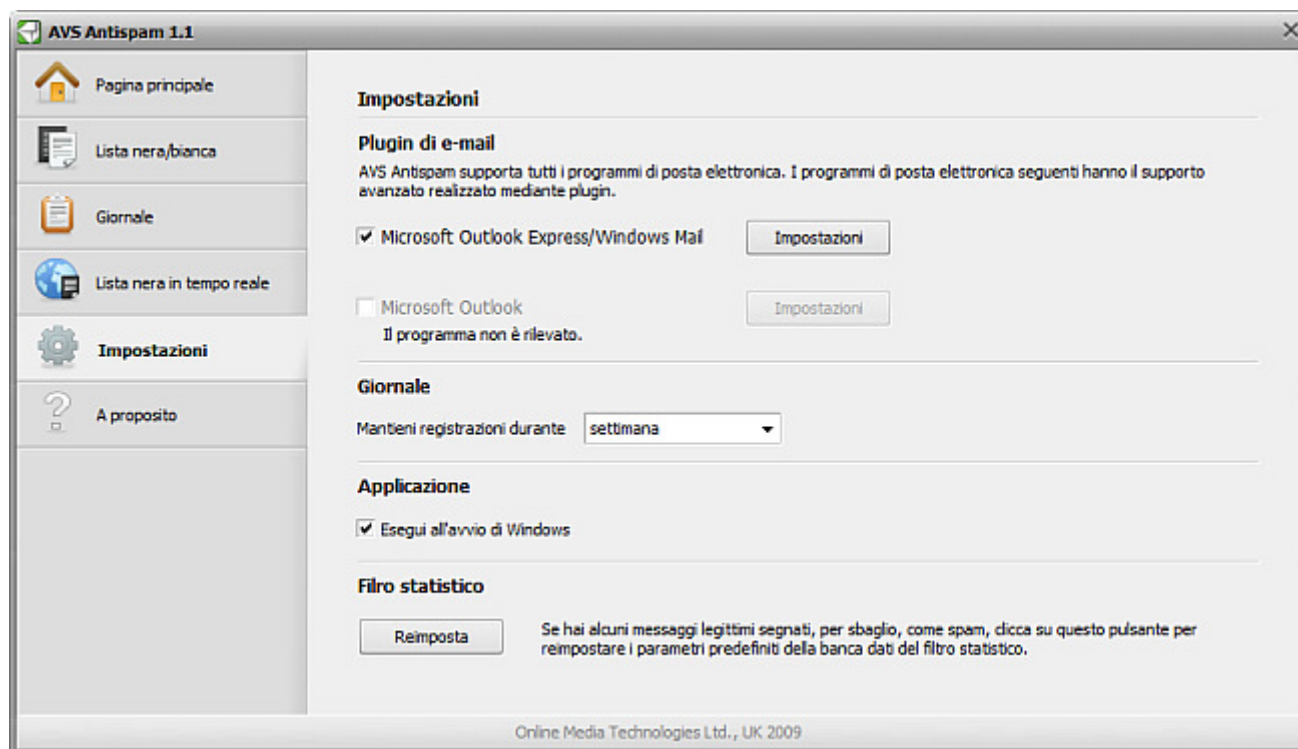 AVS Antispam 1.1
Pagina principale
Lista nera/bianca
Giornale
Lista nera in tempo reale
Impostazioni
A proposito
Impostazioni
Plugin di e-mail
AVS Antispam supporta tutti i programmi di posta elettronica. I programmi di posta elettronica seguenti hanno il supporto
avanzato realizzato mediante plugin.
Microsoft Outlook Express/Windows Mail
Impostazioni
Microsoft Outlook
Impostazioni
Il programma non è rilevato.
Giornale
Mantieni registrazioni durante settimana
Applicazione
Esegui all'avvio di Windows
Filro statistico
Reimposta
Se hai alcuni messaggi legittimi segnati, per sbaglio, come spam, clicca su questo pulsante per
reimpostare i parametri predefiniti della banca dati del filtro statistico.
Online Media Technologies Ltd., UK 2009